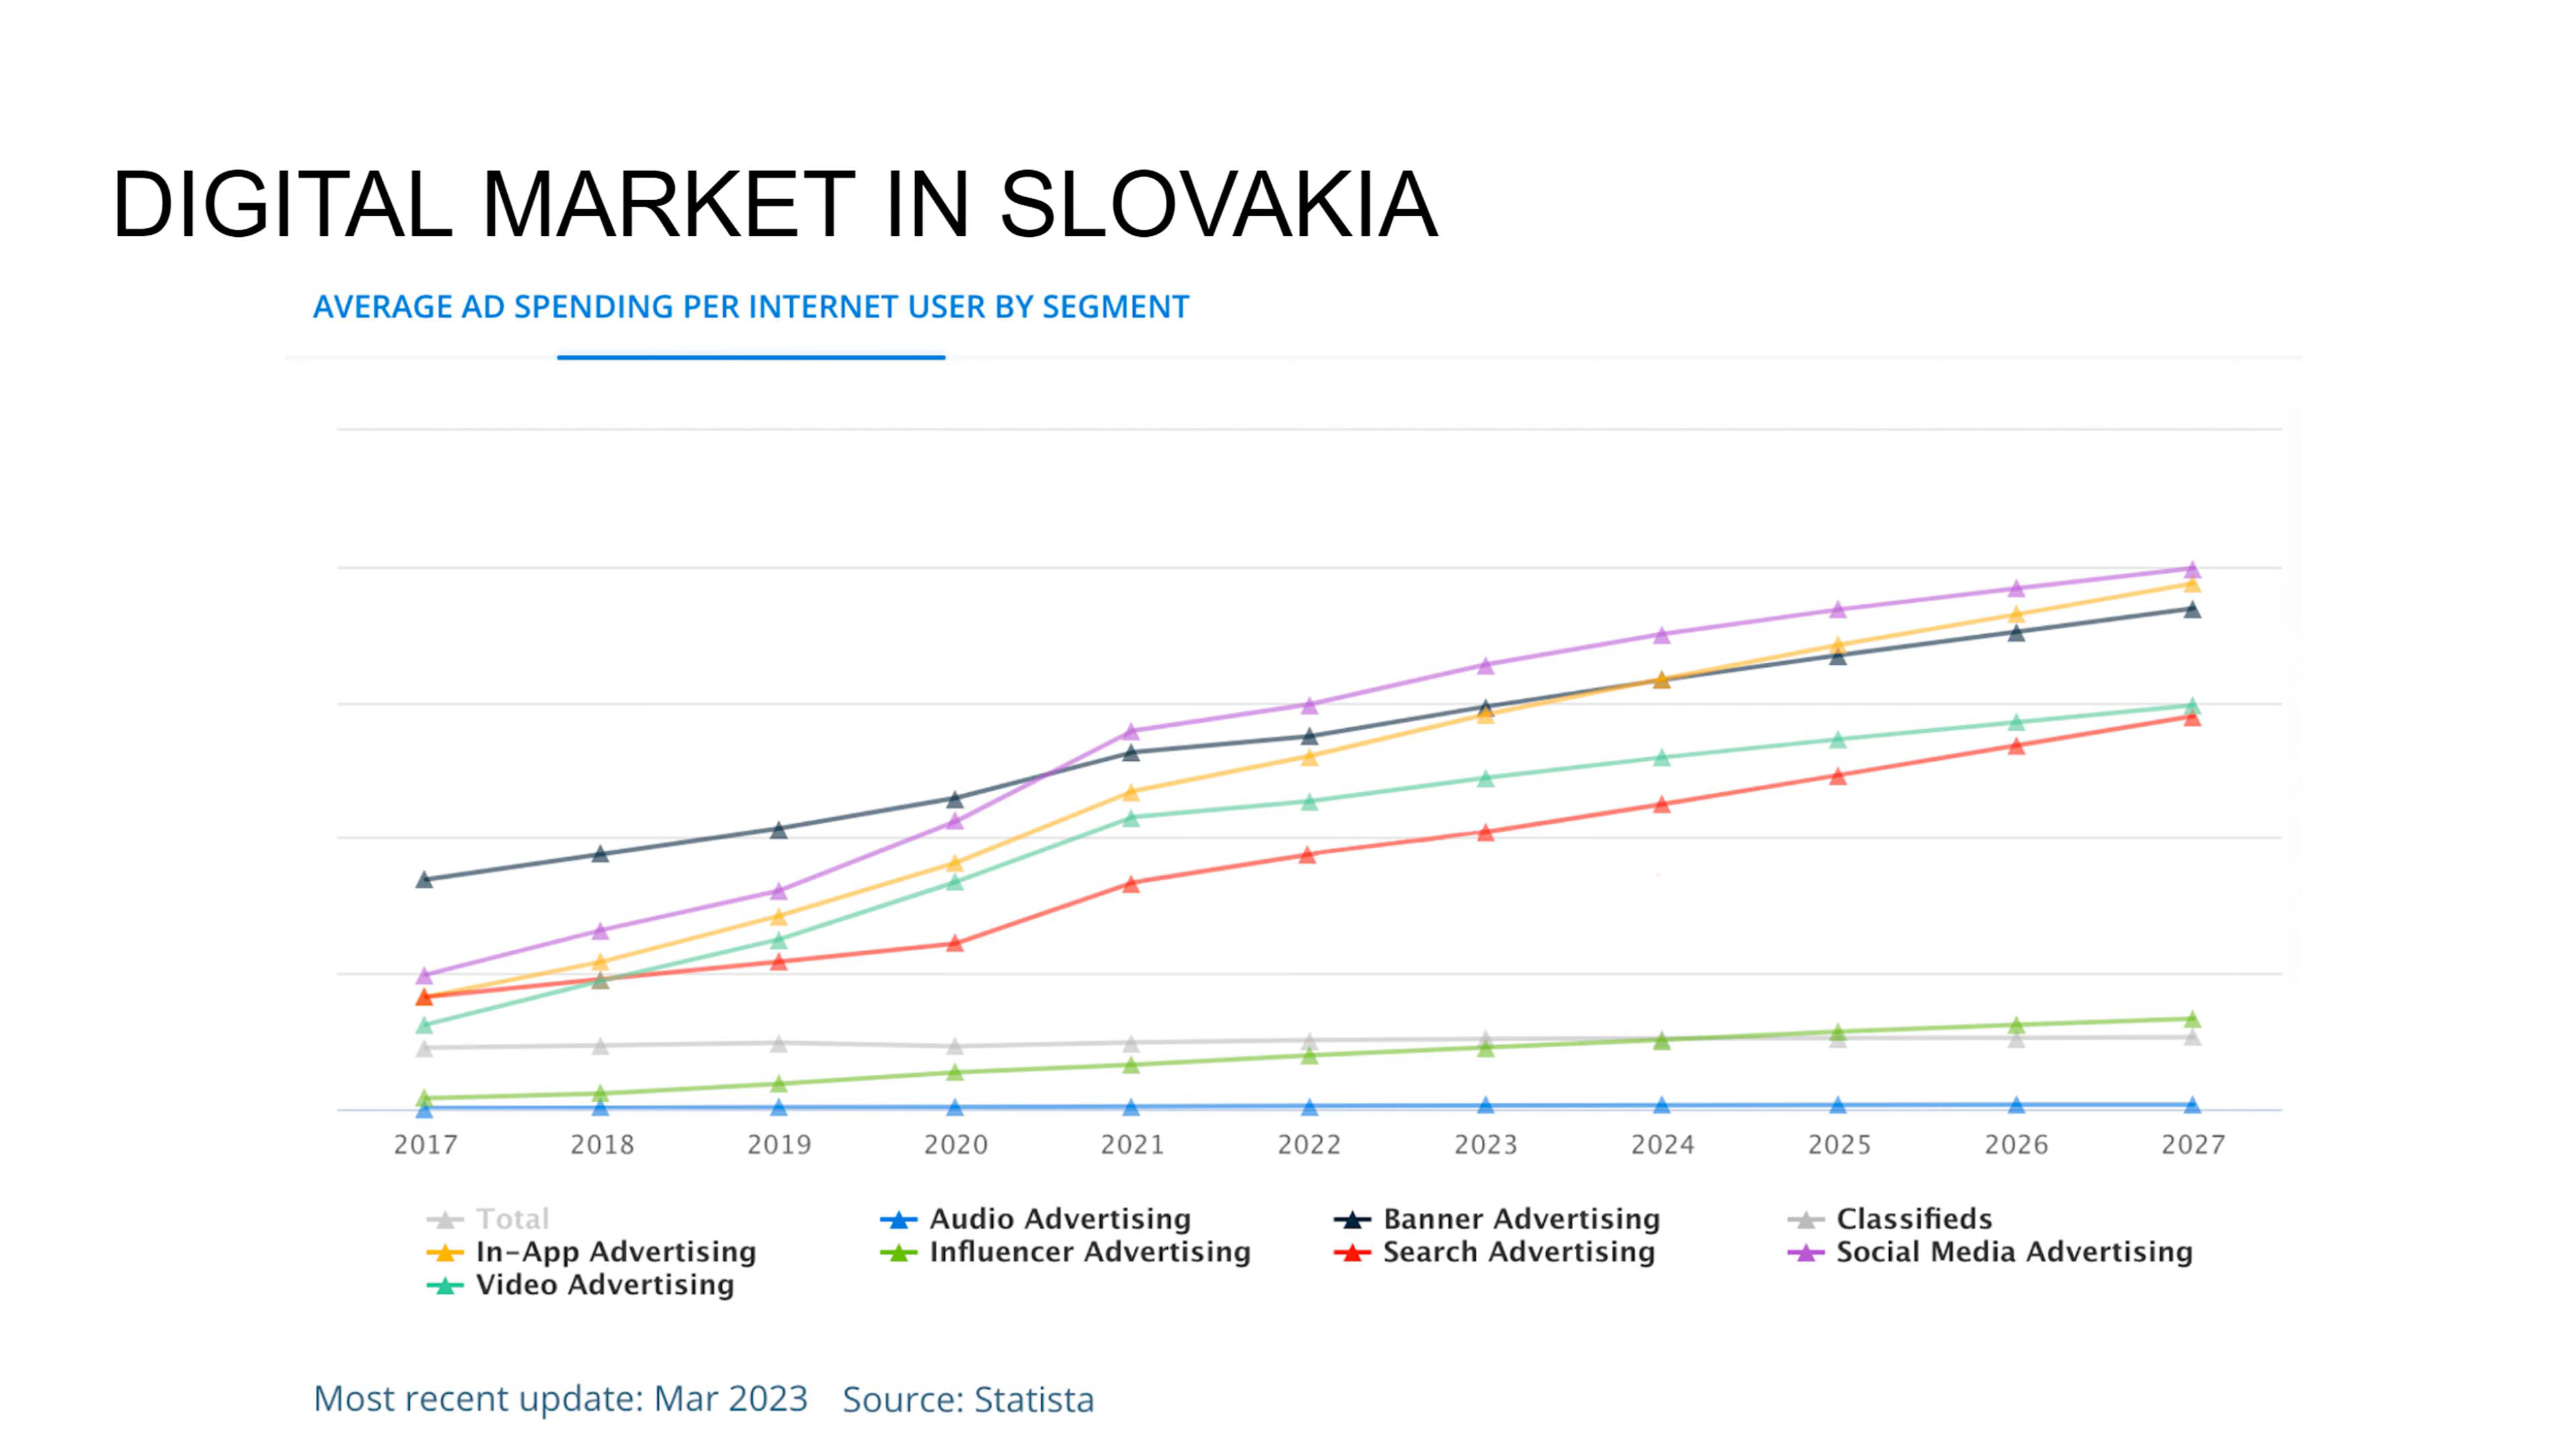 DIGITAL MARKET IN SLOVAKIA
AVERAGE AD SPENDING PER INTERNET USER BY SEGMENT
2017 2018 2019 2020 2021 2022 2023 2024 2025 2026 2027
Total Audio Advertising Banner Advertising Classifieds
In-App Advertising Influencer Advertising Search Advertising Social Media Advertising
Video Advertising
Most recent update: Mar 2023 Source: Statista